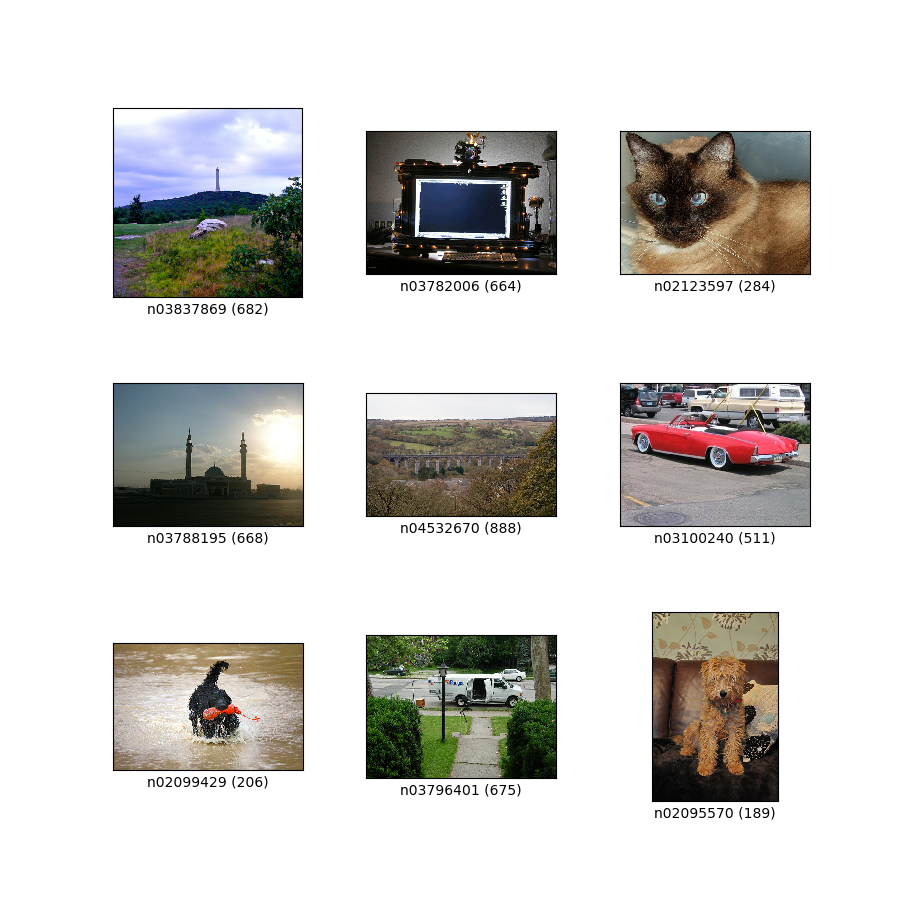 n03837869 (682)
n03782006 (664)
n02123597 (284)
n03788195 (668)
n04532670 (888)
n03100240 (511)
n02099429 (206)
n03796401 (675)
n02095570 (189)